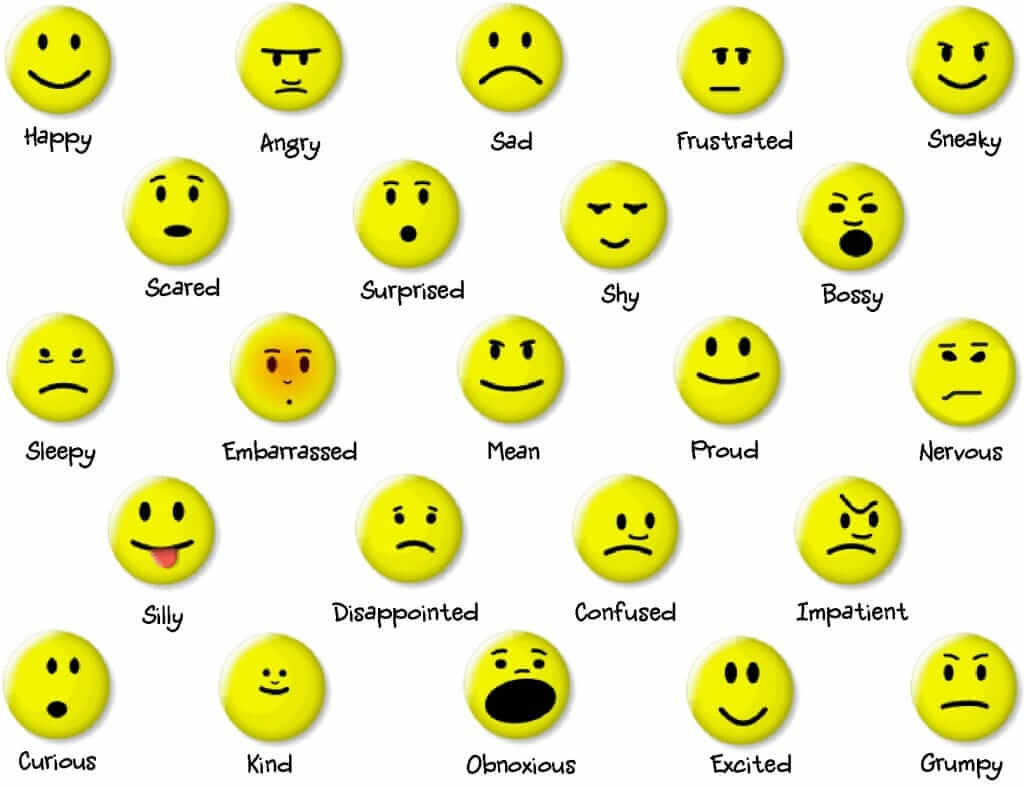 Happy Angry Sad Frustrated Sneaky
Scared Surprised Shy Bossy
Sleepy Embarrassed Mean Proud Nervous
Silly Disappointed Confused Impatient
Curious Kind Obnoxious Excited Grumpy